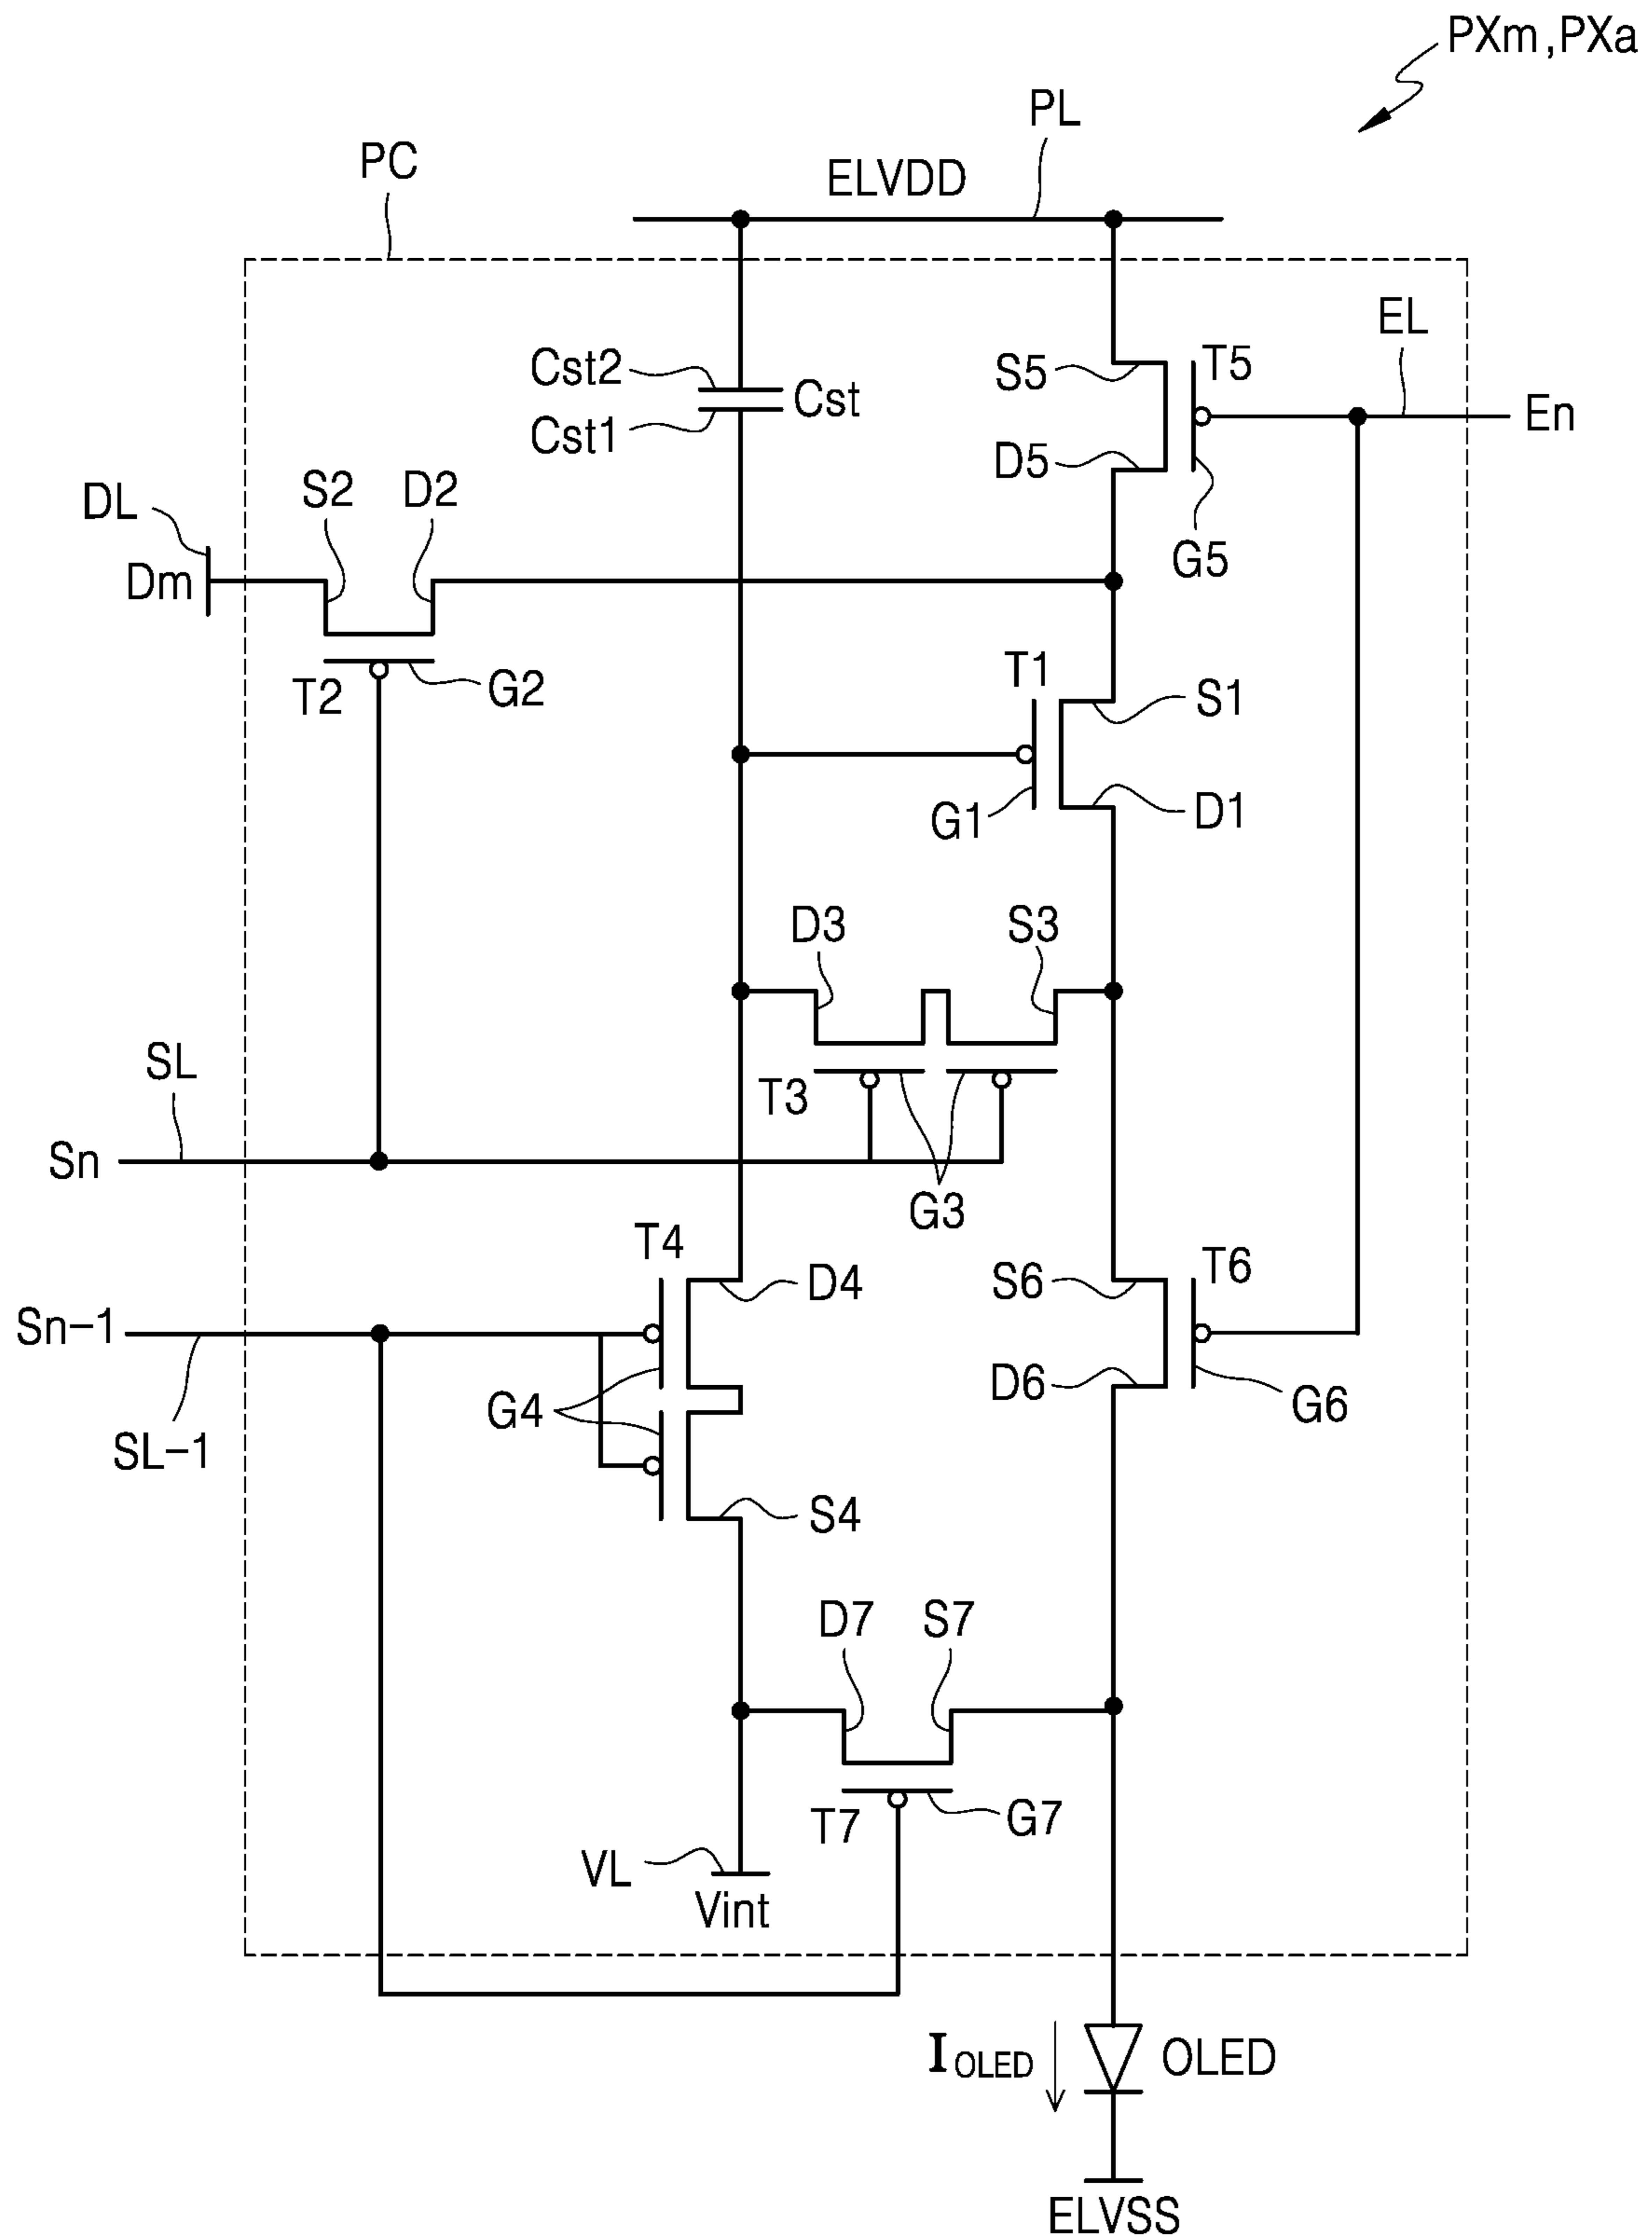 PXm,PXa
PL
PC
ELVDD
EL
Cst2
Cst
Cst1
S5
T5
En
D5
DL
S2
D2
G5
Dm
T2
G2
T1
S1
G1
D1
D3
S3
SL
T3
Sn
G3
T4
D4
S6
T6
Sn-1
D6
G4
G6
SL-1
S4
D7
S7
T7
G7
VL
Vint
IOLED
OLED
ELVSS